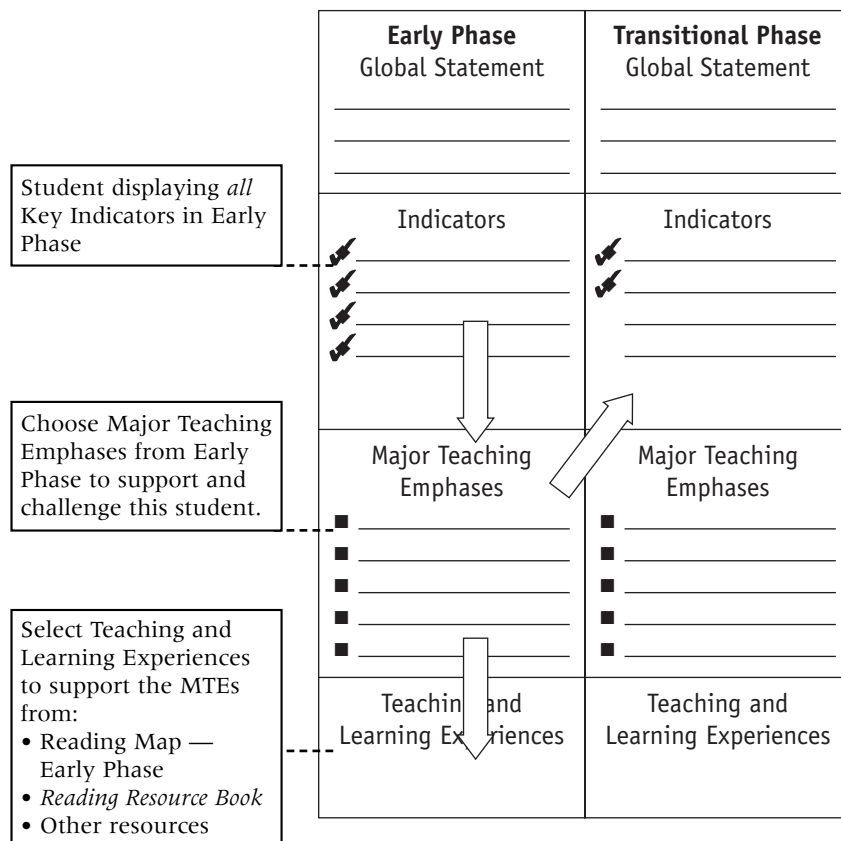 Early Phase
Global Statement
Transitional Phase
Global Statement
Student displaying all
Key Indicators in Early
Phase
Indicators
Indicators
Choose Major Teaching
Emphases from Early
Phase to support and
challenge this student.
Major Teaching
Emphases
Major Teaching
Emphases
Select Teaching and
Learning Experiences
to support the MTEs
from:
• Reading Map —
Early Phase
• Reading Resource Book
• Other resources
Teaching and
Learning Experiences
Teaching and
Learning Experiences